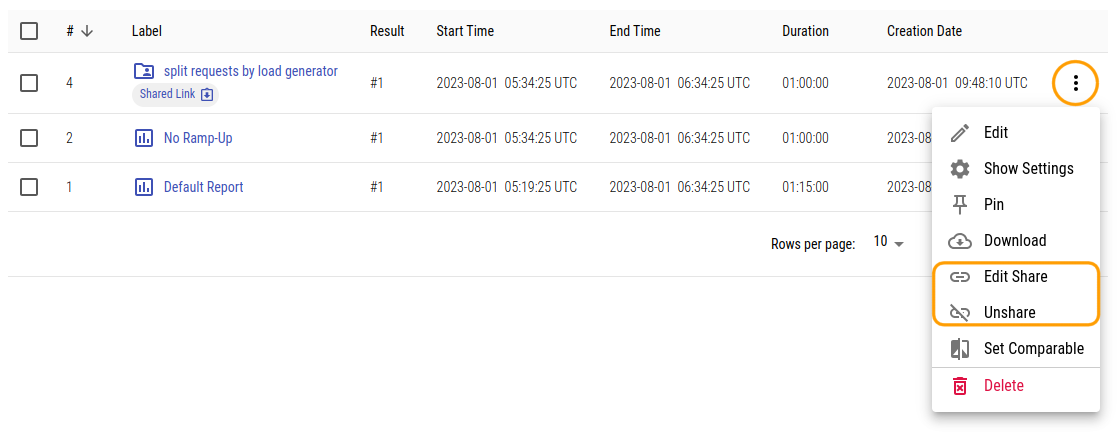 # Label Result Start Time End Time Duration Creation Date
4 split requests by load generator #1 2023-08-01 05:34:25 UTC 2023-08-01 06:34:25 UTC 01:00:00 2023-08-01 09:48:10 UTC
Shared Link
2 No Ramp-Up #1 2023-08-01 05:34:25 UTC 2023-08-01 06:34:25 UTC 01:00:00 2023-08
1 Default Report #1 2023-08-01 05:19:25 UTC 2023-08-01 06:34:25 UTC 01:15:00 2023-08
Rows per page: 10
Edit
Show Settings
Pin
Download
Edit Share
Unshare
Set Comparable
Delete